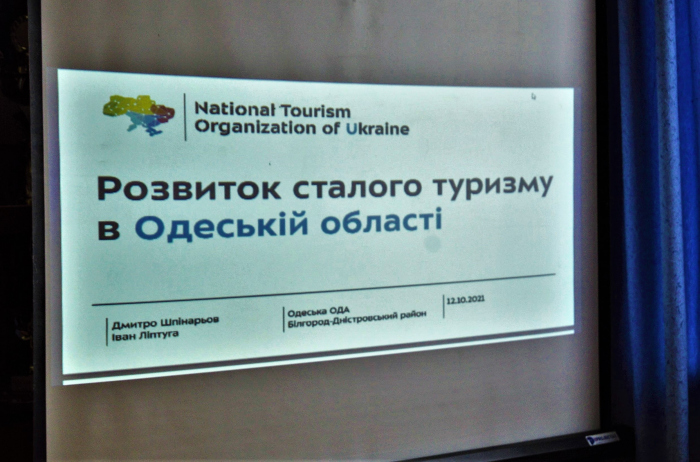 National Tourism
Organization of Ukraine
Розвиток сталого туризму
в Одеській області
Дмитро Шпінарьов
Іван Ліптуга
Одеська ОДА
Білгород-Дністровський район
12.10.2021